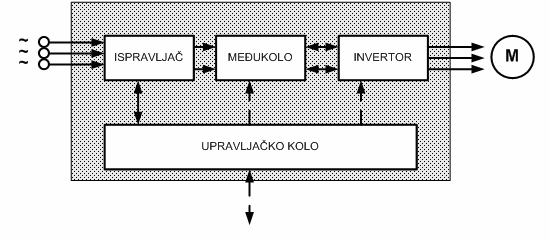 ~
~
~
ISPRAVLJAČ
MEĐUKOLO
INVERTOR
M
UPRAVLJAČKO KOLO